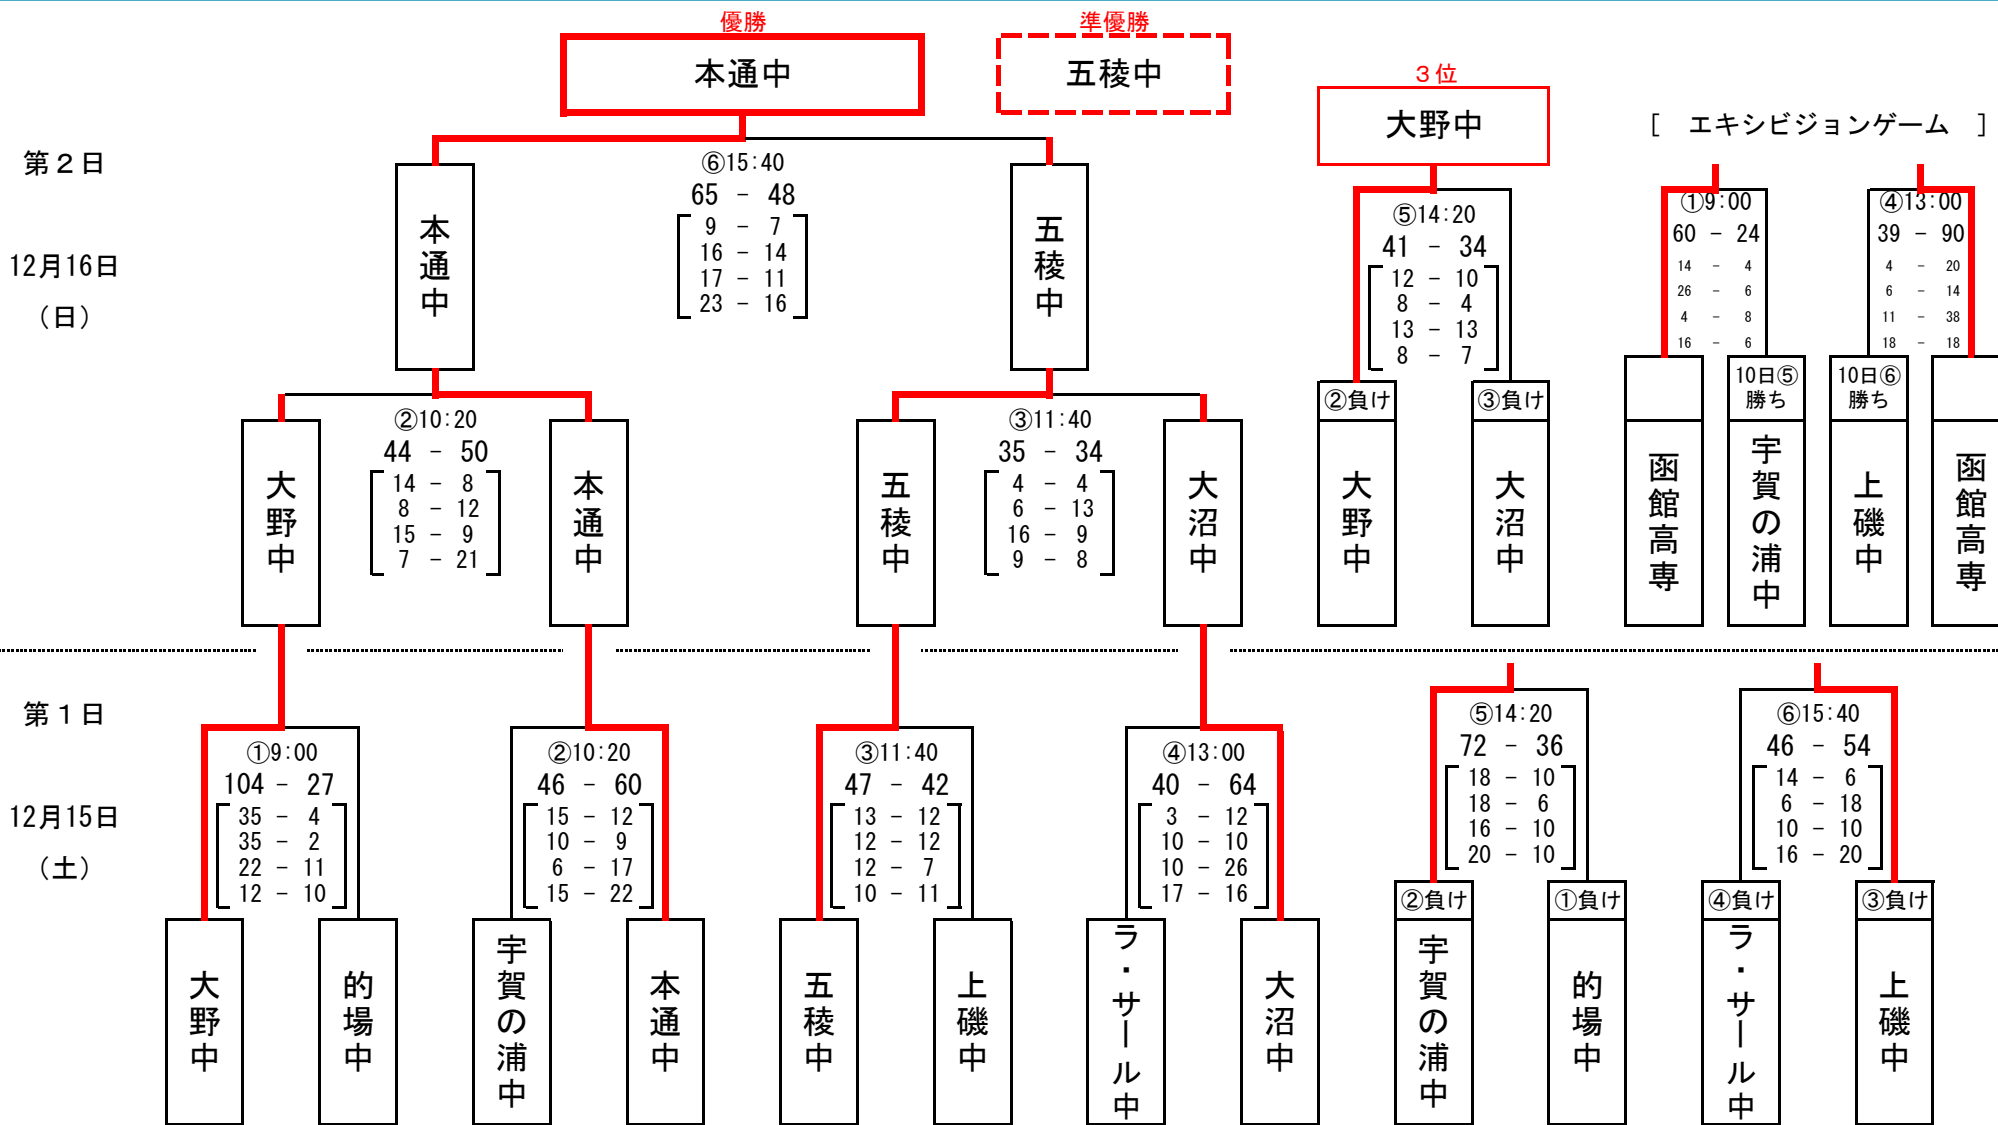 優勝
準優勝
本通中
五稜中
3位
大野中
[ エキシビジョンゲーム ]
第2日
12月16日
(日)
本通中
⑥15:40
65 - 48
9 - 7
16 - 14
17 - 11
23 - 16
五稜中
⑤14:20
41 - 34
12 - 10
8 - 4
13 - 13
8 - 7
②負け
大野中
③負け
大沼中
①9:00
60 - 24
14 - 4
26 - 6
4 - 8
16 - 6
函館高専
10日⑤
勝ち
宇賀の浦中
④13:00
39 - 90
4 - 20
6 - 14
11 - 38
18 - 18
10日⑥
勝ち
上磯中
函館高専
大野中
②10:20
44 - 50
14 - 8
8 - 12
15 - 9
7 - 21
本通中
五稜中
③11:40
35 - 34
4 - 4
6 - 13
16 - 9
9 - 8
大沼中
第1日
12月15日
(土)
①9:00
104 - 27
35 - 4
35 - 2
22 - 11
12 - 10
大野中
的場中
②10:20
46 - 60
15 - 12
10 - 9
6 - 17
15 - 22
宇賀の浦中
本通中
③11:40
47 - 42
13 - 12
12 - 12
12 - 7
10 - 11
五稜中
上磯中
④13:00
40 - 64
3 - 12
10 - 10
10 - 26
17 - 16
ラ・サール中
大沼中
⑤14:20
72 - 36
18 - 10
18 - 6
16 - 10
20 - 10
②負け
宇賀の浦中
①負け
的場中
⑥15:40
46 - 54
14 - 6
6 - 18
10 - 10
16 - 20
④負け
ラ・サール中
③負け
上磯中